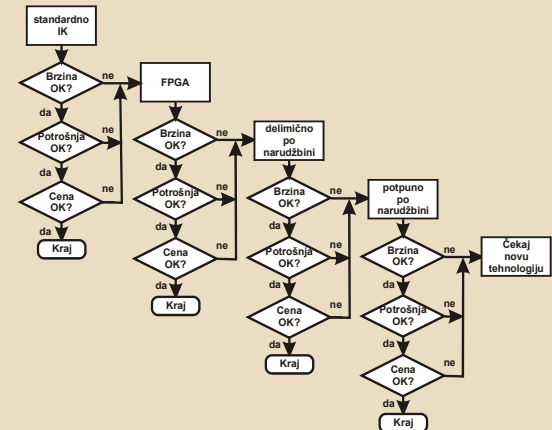 standardno
IK
Brzina
OK?
ne
da
Potrošnja
OK?
ne
da
Cena
OK?
ne
da
Kraj
FPGA
Brzina
OK?
ne
da
Potrošnja
OK?
ne
da
Cena
OK?
ne
da
Kraj
delimično
po
narudžbini
Brzina
OK?
ne
da
Potrošnja
OK?
ne
da
Cena
OK?
ne
da
Kraj
potpuno
po
narudžbini
Brzina
OK?
ne
da
Potrošnja
OK?
ne
da
Cena
OK?
ne
da
Kraj
Čekaj
novu
tehnologiju